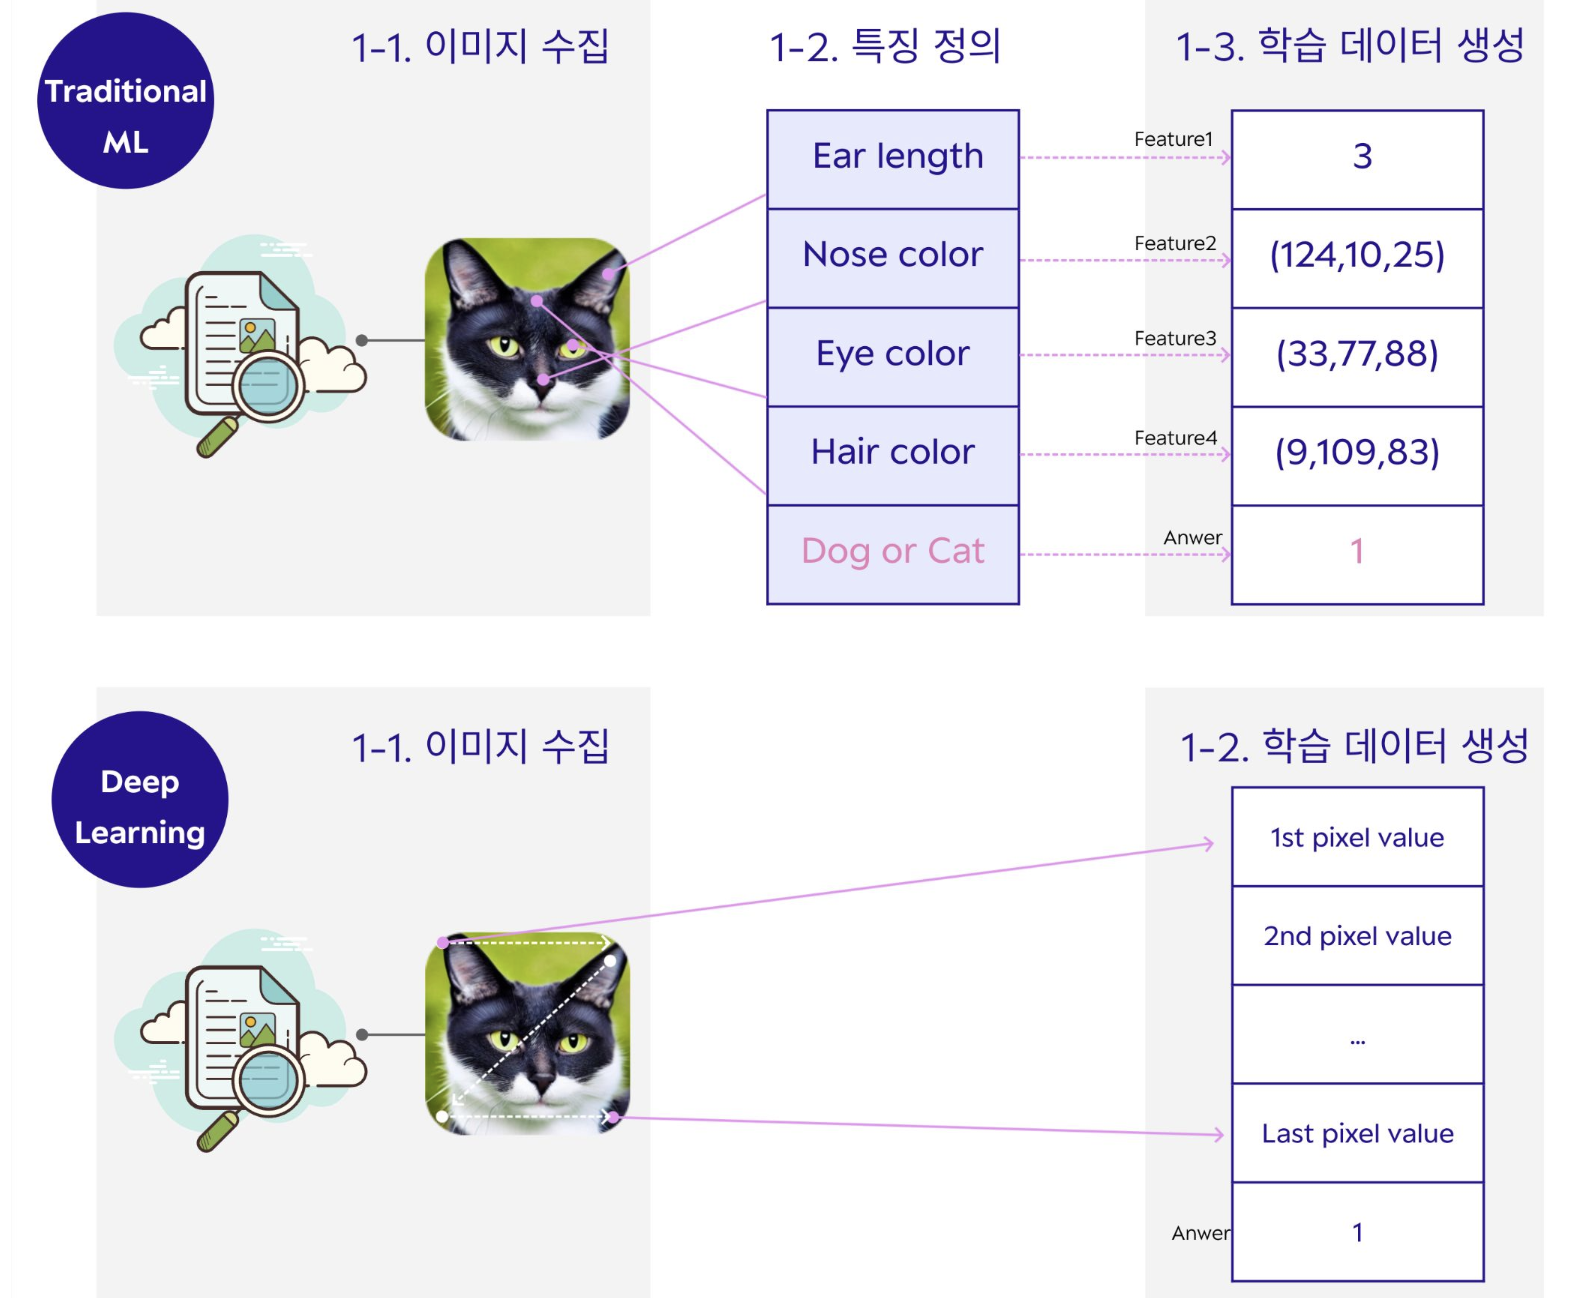 Traditional
ML
1-1. 이미지 수집
1-2. 특징 정의
1-3. 학습 데이터 생성
Ear length
Feature1
3
Nose color
Feature2
(124,10,25)
Eye color
Feature3
(33,77,88)
Hair color
Feature4
(9,109,83)
Dog or Cat
Anwer
1
Deep
Learning
1-1. 이미지 수집
1-2. 학습 데이터 생성
1st pixel value
2nd pixel value
...
Last pixel value
Anwer
1